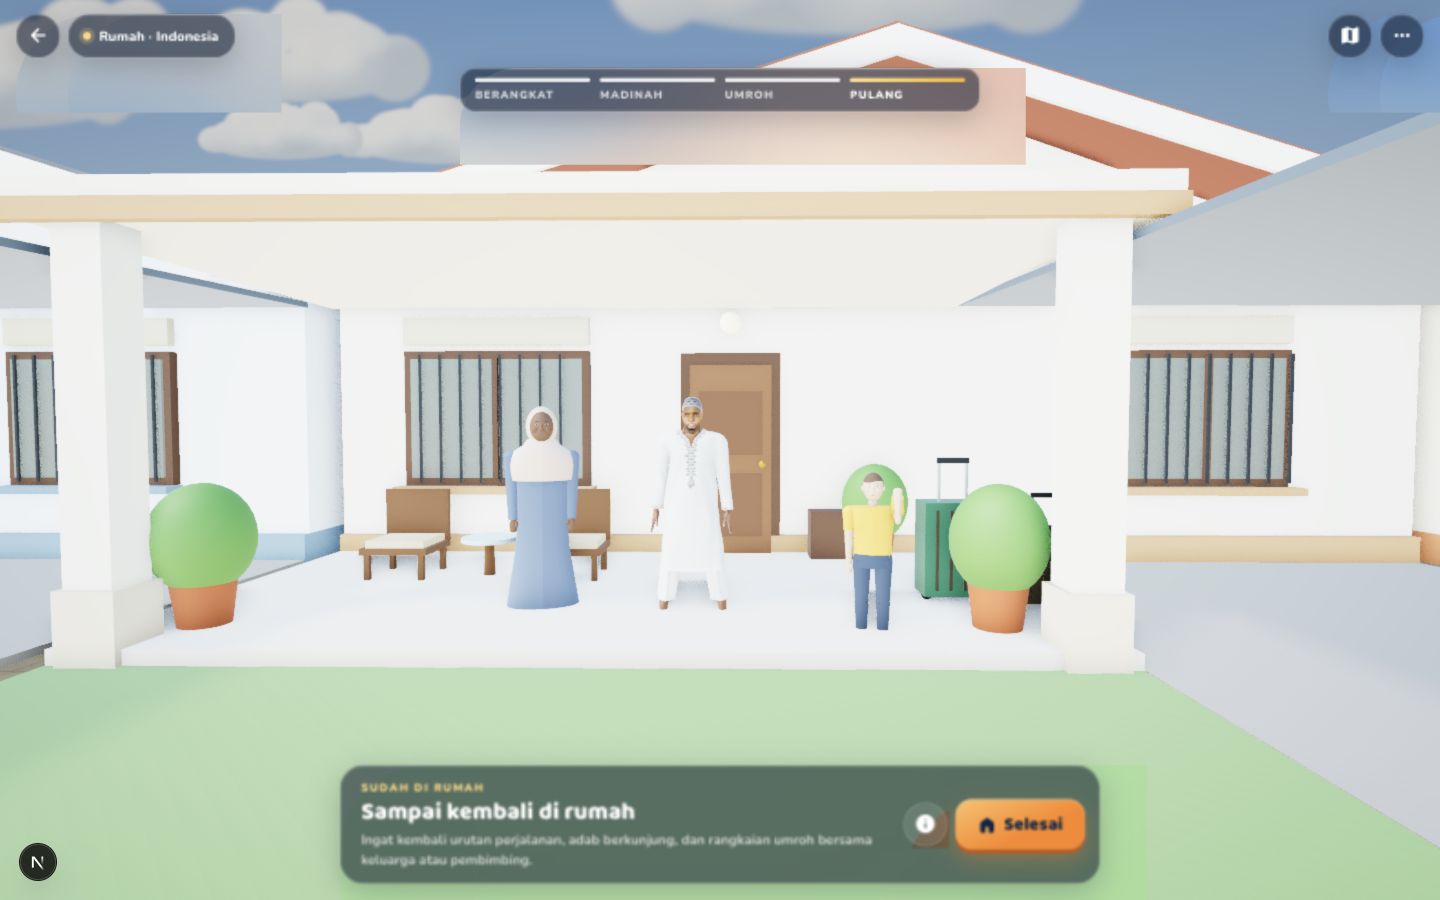 Rumah · Indonesia
BERANGKAT
MADINAH
UMROH
PULANG
SUDAH DI RUMAH
Sampai kembali di rumah
Ingat kembali urutan perjalanan, adab berkunjung, dan rangkaian umroh bersama
keluarga atau pembimbing.
Selesai
N